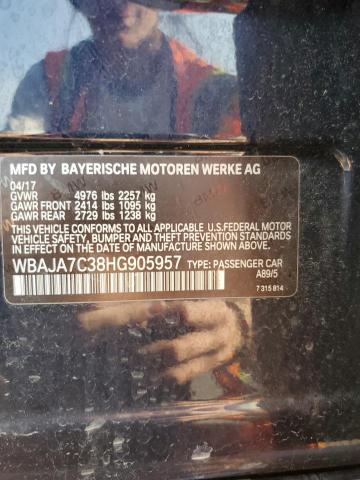 MFD BY BAYERISCHE MOTOREN WERKE AG
04/17
GVWR 4976 lbs 2257 kg
GAWR FRONT 2414 lbs 1095 kg
GAWR REAR 2729 lbs 1238 kg
THIS VEHICLE CONFORMS TO ALL APPLICABLE U.S.FEDERAL MOTOR
VEHICLE SAFETY, BUMPER AND THEFT PREVENTION STANDARDS
IN EFFECT ON THE DATE OF MANUFACTURE SHOWN ABOVE.
WBAJA7C38HG905957 TYPE: PASSENGER CAR
A89/5
7 315 814